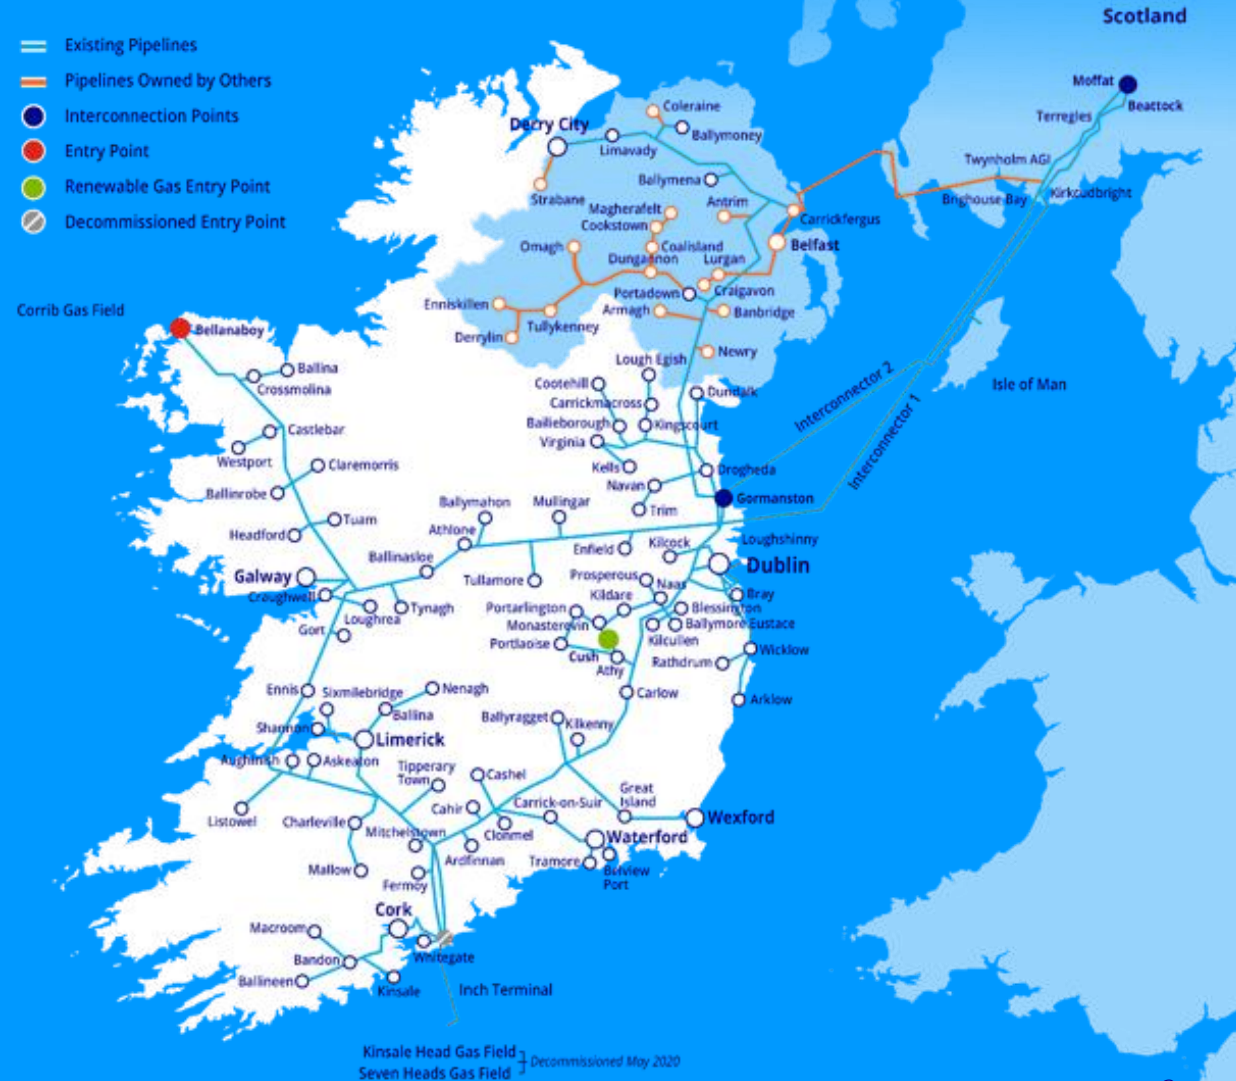 Scotland
Existing Pipelines
Pipelines Owned by Others
Interconnection Points
Entry Point
Renewable Gas Entry Point
Decommissioned Entry Point
Moffat
Beattock
Terregles
Twynholm AGI
Brighouse Bay
Kirkcudbright
Coleraine
Derry City
Ballymoney
Limavady
Ballymena
Strabane
Magherafelt
Antrim
Cookstown
Carrickfergus
Omagh
Coalisland
Belfast
Dungannon
Lurgan
Portadown
Craigavon
Enniskillen
Armagh
Banbridge
Tullykenney
Derrylin
Newry
Corrib Gas Field
Bellanaboy
Lough Egish
Ballina
Crossmolina
Cootehill
Dundalk
Carrickmacross
Isle of Man
Interconnector 2
Interconnector 1
Castlebar
Bailieborough
Kingscourt
Virginia
Westport
Claremorris
Kells
Drogheda
Ballinrobe
Navan
Gormanston
Ballymahon
Mullingar
Trim
Tuam
Headford
Athlone
Loughshinny
Enfield
Kilcock
Ballinasloe
Dublin
Galway
Tullamore
Prosperous
Naas
Craughwell
Kildare
Bray
Loughrea
Tynagh
Portarlington
Blessington
Monasterevin
Ballymore Eustace
Gort
Kilcullen
Portlaoise
Cush
Wicklow
Athy
Rathdrum
Ennis
Sixmilebridge
Nenagh
Carlow
Arklow
Ballina
Ballyragget
Kilkenny
Shannon
Limerick
Aughinish
Askeaton
Tipperary
Town
Cashel
Great
Island
Listowel
Cahir
Carrick-on-Suir
Wexford
Charleville
Mitchelstown
Clonmel
Waterford
Ardfinnan
Tramore
Belview
Port
Mallow
Fermoy
Cork
Macroom
Whitegate
Bandon
Ballineen
Kinsale
Inch Terminal
Kinsale Head Gas Field
Seven Heads Gas Field
Decommissioned May 2020